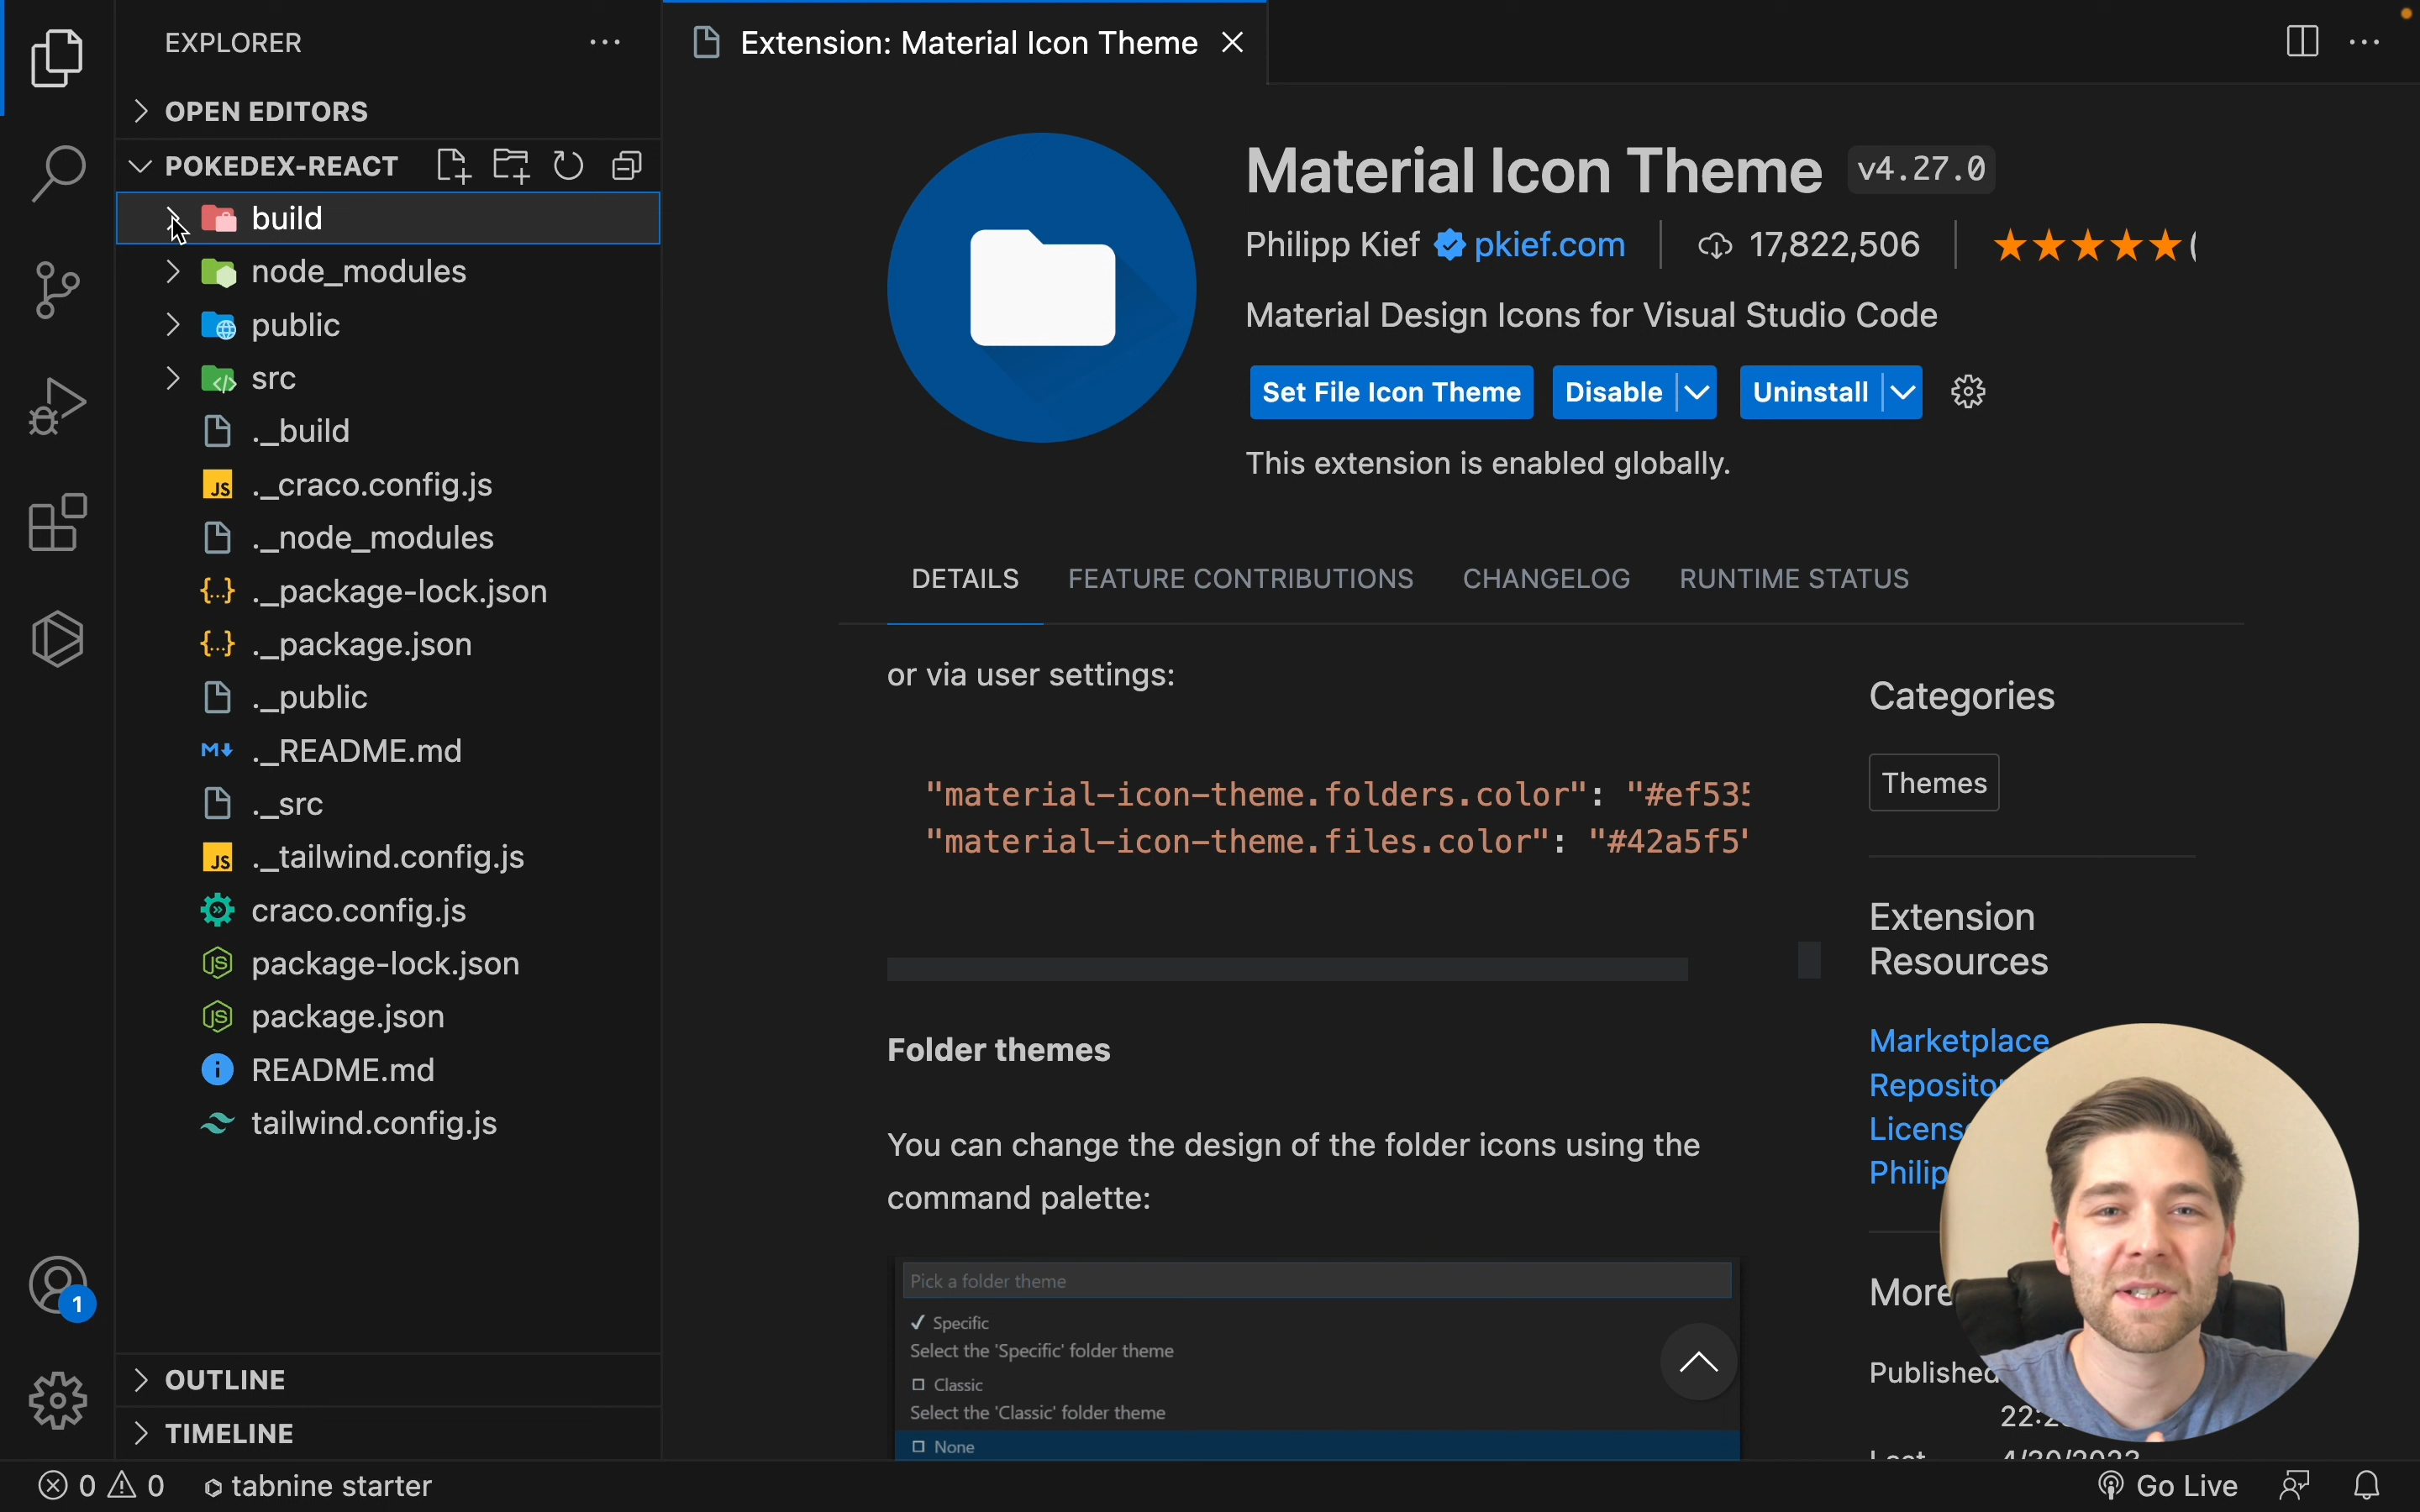 EXPLORER
OPEN EDITORS
POKEDEX-REACT
build
node_modules
public
src
._build
._craco.config.js
._node_modules
._package-lock.json
._package.json
._public
._README.md
._src
._tailwind.config.js
craco.config.js
package-lock.json
package.json
README.md
tailwind.config.js
OUTLINE
TIMELINE
1
Extension: Material Icon Theme
Material Icon Theme v4.27.0
Philipp Kief pkief.com 17,822,506 (
Material Design Icons for Visual Studio Code
Set File Icon Theme Disable Uninstall
This extension is enabled globally.
DETAILS FEATURE CONTRIBUTIONS CHANGELOG RUNTIME STATUS
or via user settings:
"material-icon-theme.folders.color": "#ef535
"material-icon-theme.files.color": "#42a5f5"
Folder themes
You can change the design of the folder icons using the
command palette:
Pick a folder theme
Specific
Select the 'Specific' folder theme
Classic
Select the 'Classic' folder theme
None
Categories
Themes
Extension
Resources
Marketplace
More
Published
0 0 tabnine starter
Go Live